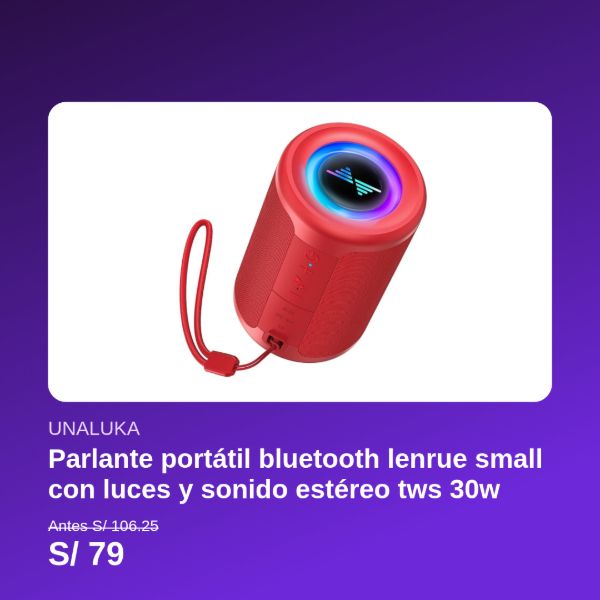 UNALUKA
Parlante portátil bluetooth lenrue small
con luces y sonido estéreo tws 30w
Antes S/ 106.25
S/ 79